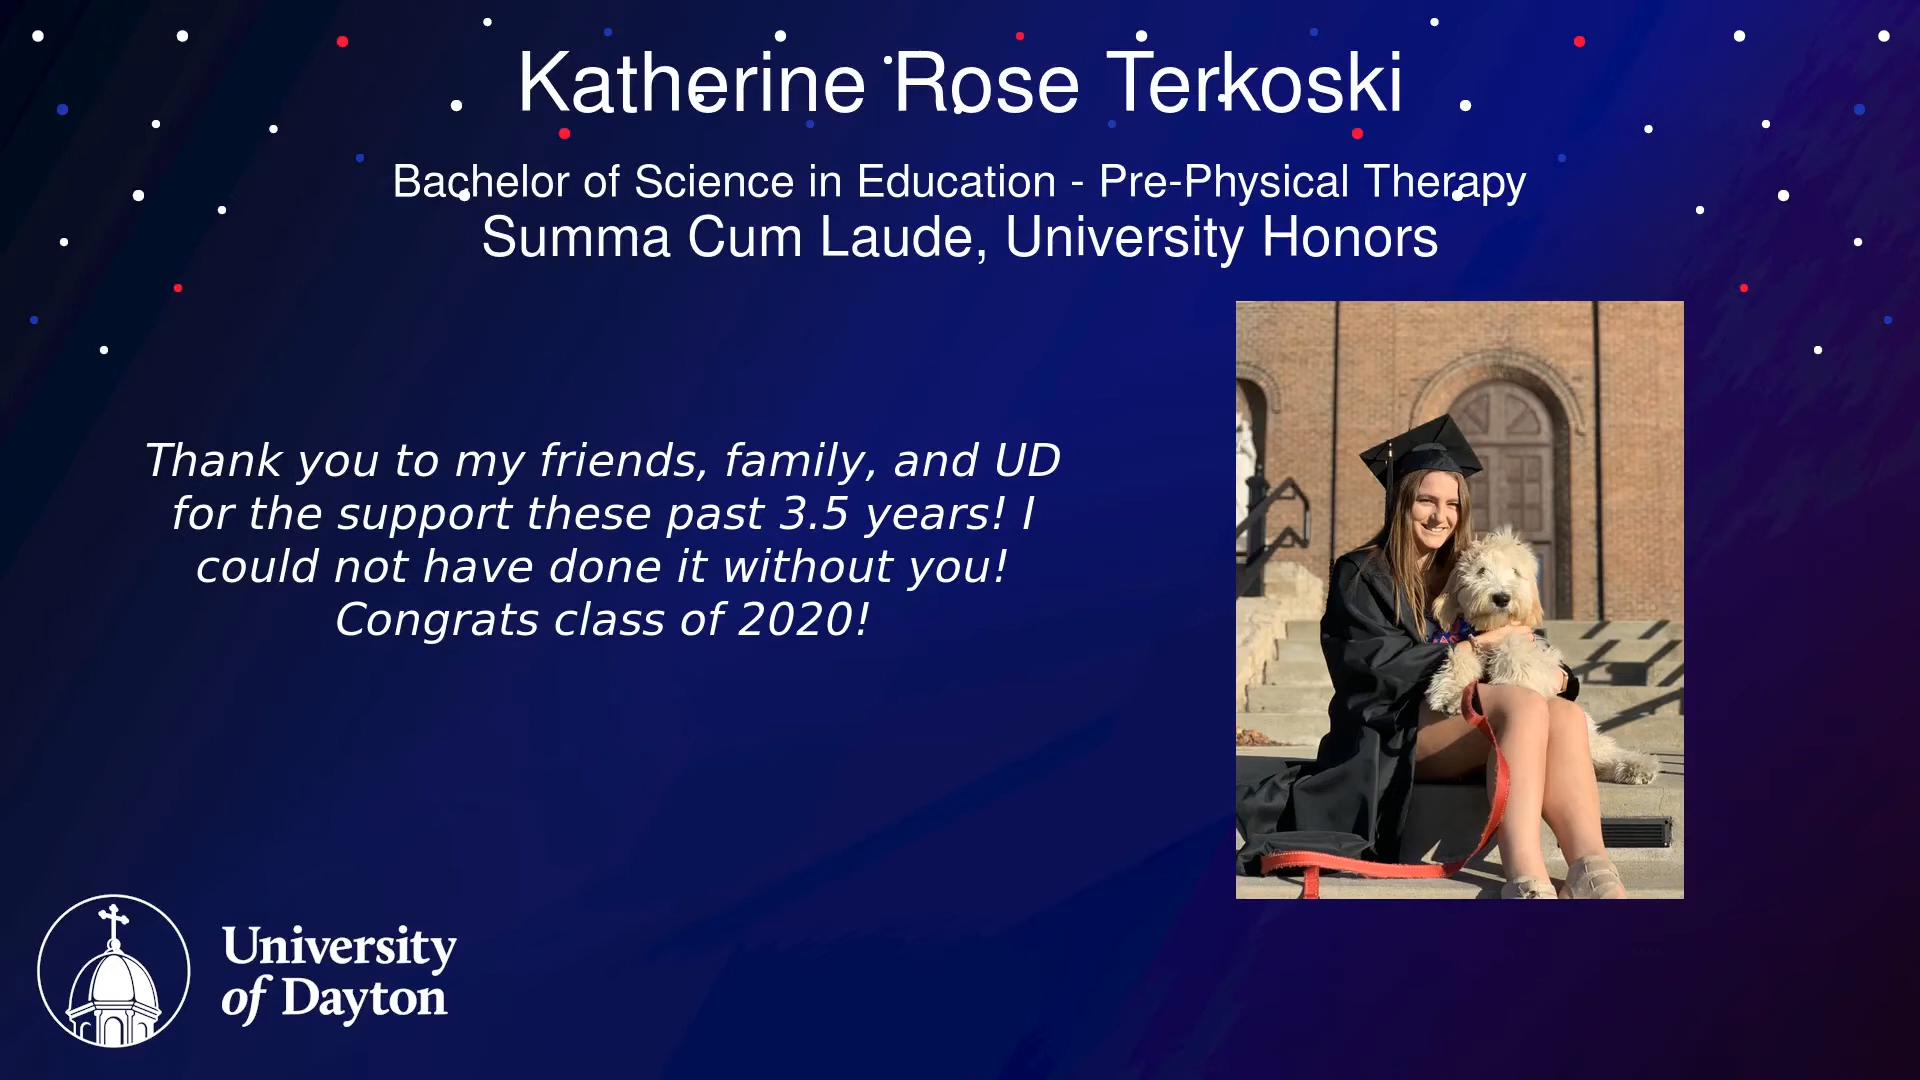 Katherine Rose Terkoski
Bachelor of Science in Education - Pre-Physical Therapy
Summa Cum Laude, University Honors
Thank you to my friends, family, and UD
for the support these past 3.5 years! I
could not have done it without you!
Congrats class of 2020!
University
of Dayton